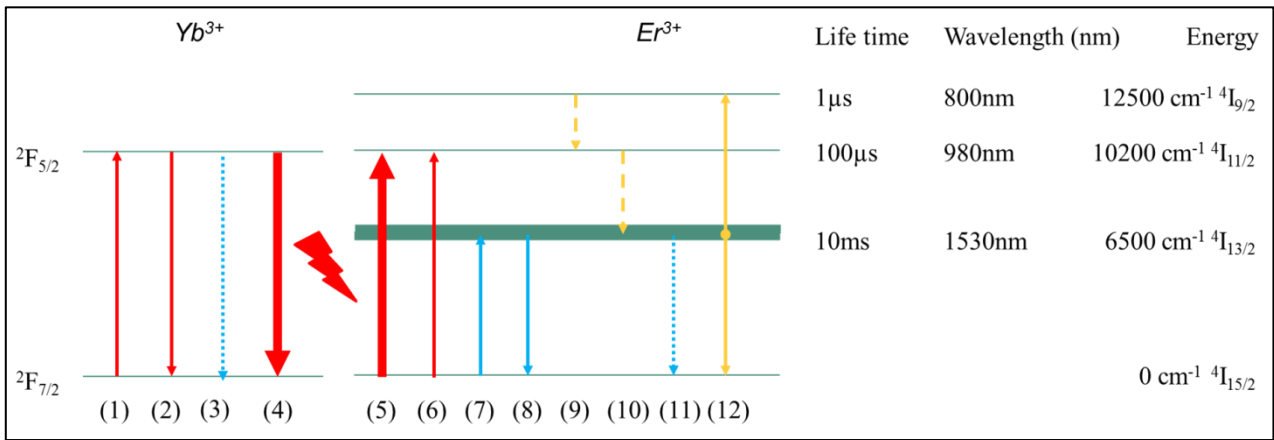 Yb³⁺ Er³⁺ Life time Wavelength (nm) Energy
1μs 800nm 12500 cm⁻¹ ⁴I₉/₂
²F₅/₂ 100μs 980nm 10200 cm⁻¹ ⁴I₁₁/₂
10ms 1530nm 6500 cm⁻¹ ⁴I₁₃/₂
²F₇/₂ 0 cm⁻¹ ⁴I₁₅/₂
(1) (2) (3) (4) (5) (6) (7) (8) (9) (10) (11) (12)